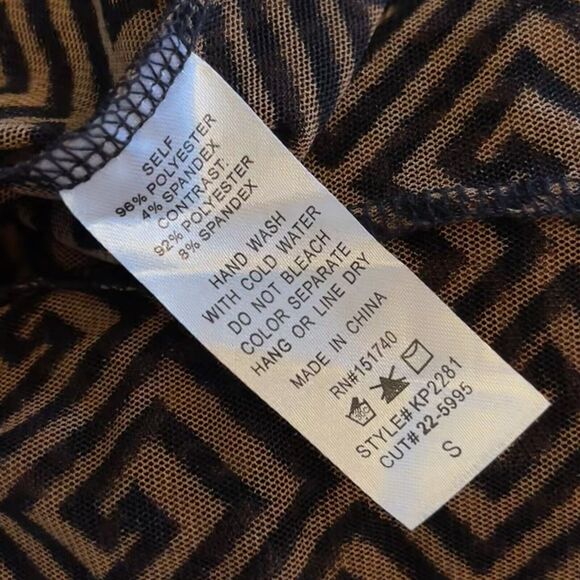 SELF
96% POLYESTER
4% SPANDEX
CONTRAST.
92% POLYESTER
8% SPANDEX
HAND WASH
WITH COLD WATER
DO NOT BLEACH
COLOR SEPARATE
HANG OR LINE DRY
MADE IN CHINA
RN#151740
STYLE# KP2281
CUT# 22-5995
S